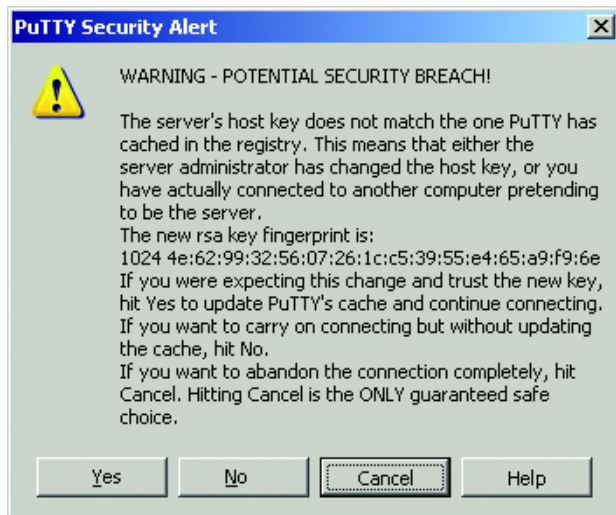 PuTTY Security Alert
WARNING - POTENTIAL SECURITY BREACH!
The server's host key does not match the one PuTTY has
cached in the registry. This means that either the
server administrator has changed the host key, or you
have actually connected to another computer pretending
to be the server.
The new rsa key fingerprint is:
1024 4e:62:99:32:56:07:26:1c:c5:39:55:e4:65:a9:f9:6e
If you were expecting this change and trust the new key,
hit Yes to update PuTTY's cache and continue connecting.
If you want to carry on connecting but without updating
the cache, hit No.
If you want to abandon the connection completely, hit
Cancel. Hitting Cancel is the ONLY guaranteed safe
choice.
Yes No Cancel Help